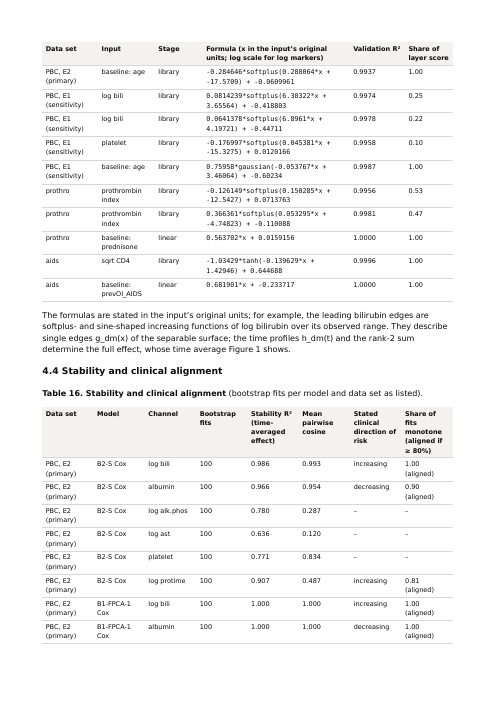 Data set Input Stage Formula (x in the input's original units; log scale for log markers) Validation R² Share of layer score
PBC, E2 (primary) baseline: age library -0.284646*softplus(0.280064*x + -17.5709) + -0.0609961 0.9937 1.00
PBC, E1 (sensitivity) log bili library 0.0814239*softplus(6.30322*x + 3.65564) + -0.418803 0.9974 0.25
PBC, E1 (sensitivity) log bili library 0.0641378*softplus(6.8961*x + 4.19721) + -0.44711 0.9978 0.22
PBC, E1 (sensitivity) platelet library -0.176997*softplus(0.045381*x + -15.3275) + 0.0120166 0.9958 0.10
PBC, E1 (sensitivity) baseline: age library 0.75958*gaussian(-0.053767*x + 3.46064) + -0.60234 0.9987 1.00
prothro prothrombin index library -0.126149*softplus(0.150285*x + -12.5427) + 0.0713763 0.9956 0.53
prothro prothrombin index library 0.366361*softplus(0.053295*x + -4.74823) + -0.110088 0.9981 0.47
prothro baseline: prednisone linear 0.563702*x + 0.0159156 1.0000 1.00
aids sqrt CD4 library -1.03429*tanh(-0.139629*x + 1.42946) + 0.644688 0.9996 1.00
aids baseline: prevOI_AIDS linear 0.681901*x + -0.233717 1.0000 1.00
The formulas are stated in the input's original units; for example, the leading bilirubin edges are
softplus- and sine-shaped increasing functions of log bilirubin over its observed range. They describe
single edges g_dm(x) of the separable surface; the time profiles h_dm(t) and the rank-2 sum
determine the full effect, whose time average Figure 1 shows.
4.4 Stability and clinical alignment
Table 16. Stability and clinical alignment (bootstrap fits per model and data set as listed).
Data set Model Channel Bootstrap fits Stability R² (time-averaged effect) Mean pairwise cosine Stated clinical direction of risk Share of fits monotone (aligned if ≥ 80%)
PBC, E2 (primary) B2-S Cox log bili 100 0.986 0.993 increasing 1.00 (aligned)
PBC, E2 (primary) B2-S Cox albumin 100 0.966 0.954 decreasing 0.90 (aligned)
PBC, E2 (primary) B2-S Cox log alk.phos 100 0.780 0.287 – –
PBC, E2 (primary) B2-S Cox log ast 100 0.636 0.120 – –
PBC, E2 (primary) B2-S Cox platelet 100 0.771 0.834 – –
PBC, E2 (primary) B2-S Cox log protime 100 0.907 0.487 increasing 0.81 (aligned)
PBC, E2 (primary) B1-FPCA-1 Cox log bili 100 1.000 1.000 increasing 1.00 (aligned)
PBC, E2 (primary) B1-FPCA-1 Cox albumin 100 1.000 1.000 decreasing 1.00 (aligned)